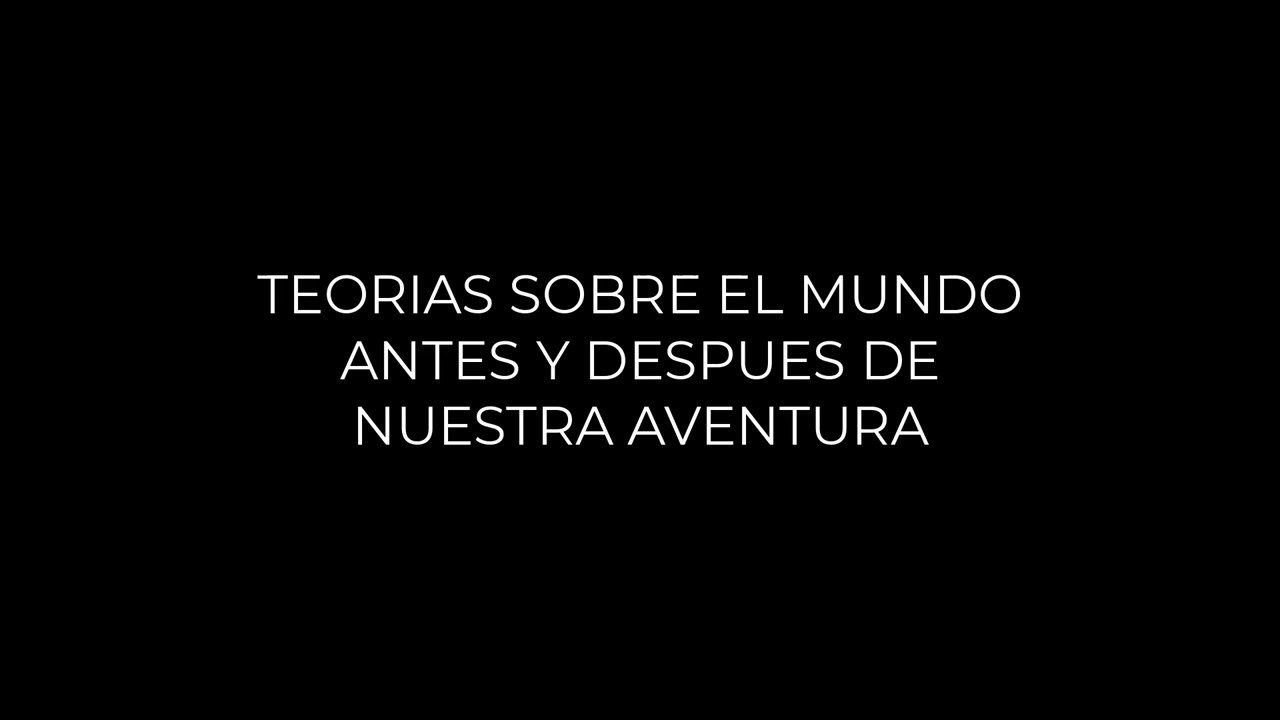 TEORIAS SOBRE EL MUNDO
ANTES Y DESPUES DE
NUESTRA AVENTURA